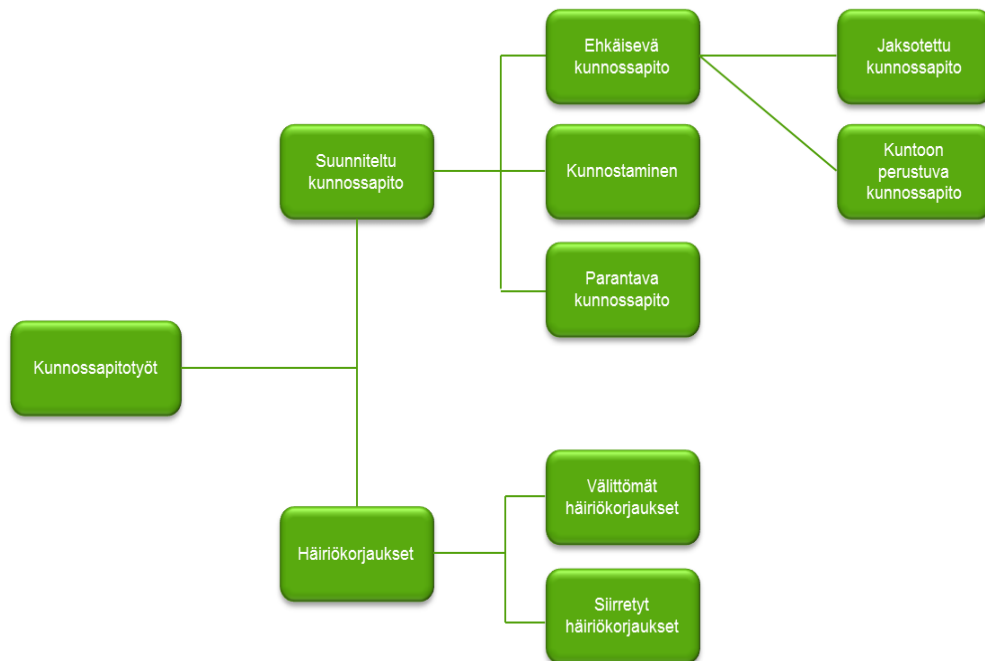 Ehkäisevä
kunnossapito
Jaksotettu
kunnossapito
Suunniteltu
kunnossapito
Kunnostaminen
Kuntoon
perustuva
kunnossapito
Parantava
kunnossapito
Kunnossapitotyöt
Välittömät
häiriökorjaukset
Häiriökorjaukset
Siirretyt
häiriökorjaukset